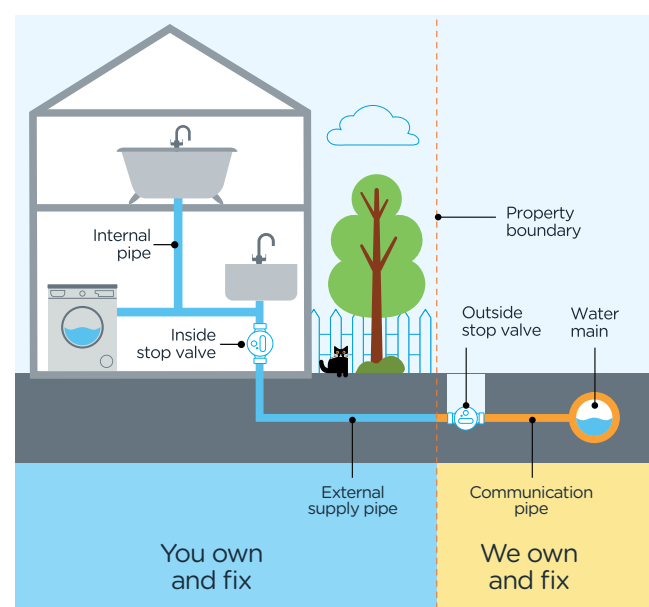 Property
boundary
Internal
pipe
Inside
stop valve
Outside
stop valve
Water
main
External
supply pipe
Communication
pipe
You own
and fix
We own
and fix